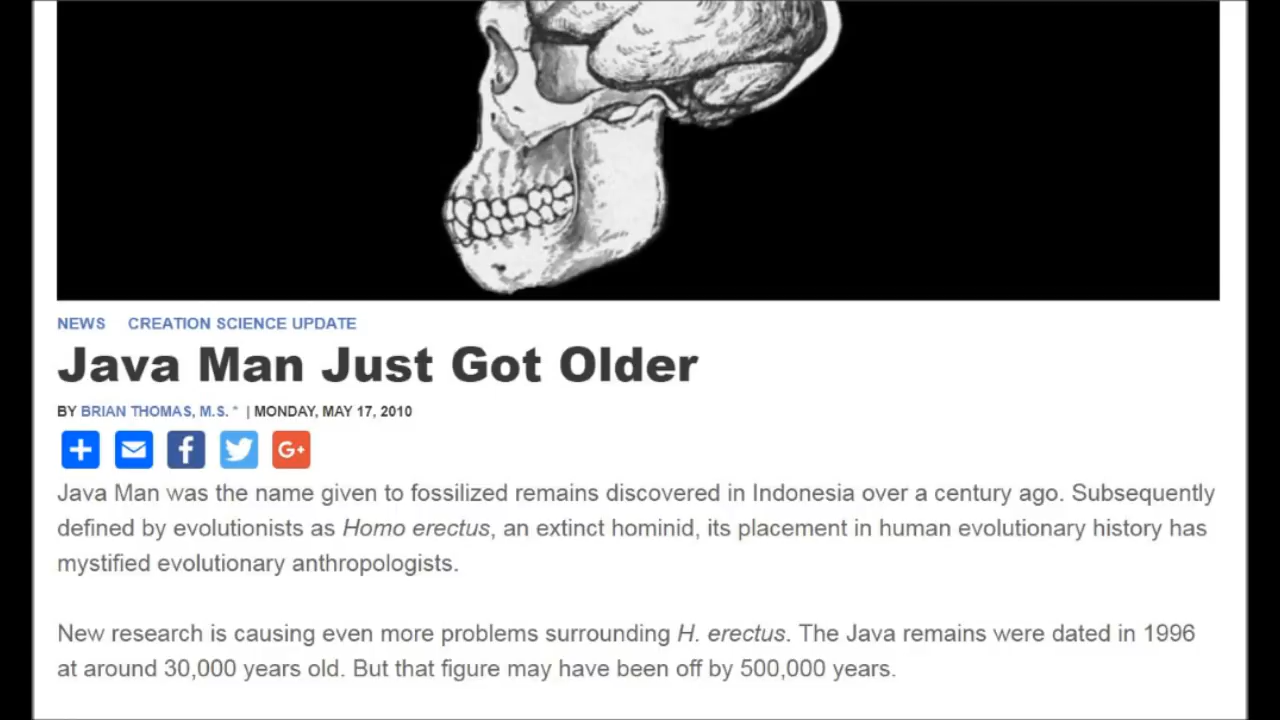 NEWS CREATION SCIENCE UPDATE
Java Man Just Got Older
BY BRIAN THOMAS, M.S. * | MONDAY, MAY 17, 2010
G+
Java Man was the name given to fossilized remains discovered in Indonesia over a century ago. Subsequently
defined by evolutionists as Homo erectus, an extinct hominid, its placement in human evolutionary history has
mystified evolutionary anthropologists.
New research is causing even more problems surrounding H. erectus. The Java remains were dated in 1996
at around 30,000 years old. But that figure may have been off by 500,000 years.